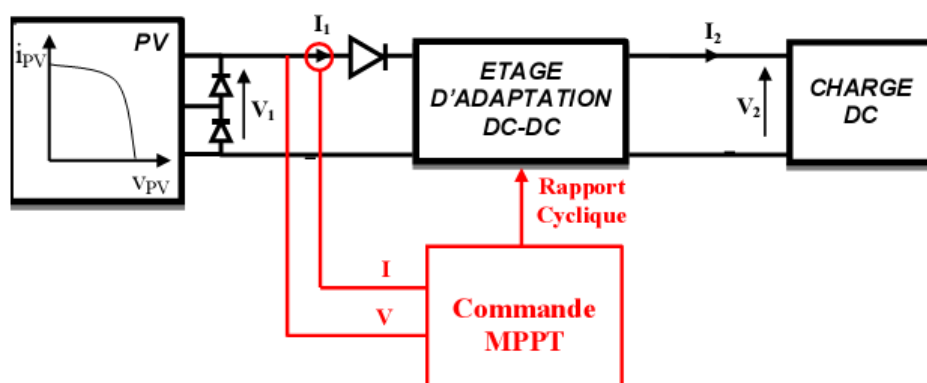 PV
iPV
vPV
V1
I1
ETAGE
D'ADAPTATION
DC-DC
I2
V2
CHARGE
DC
Rapport
Cyclique
I
V
Commande
MPPT